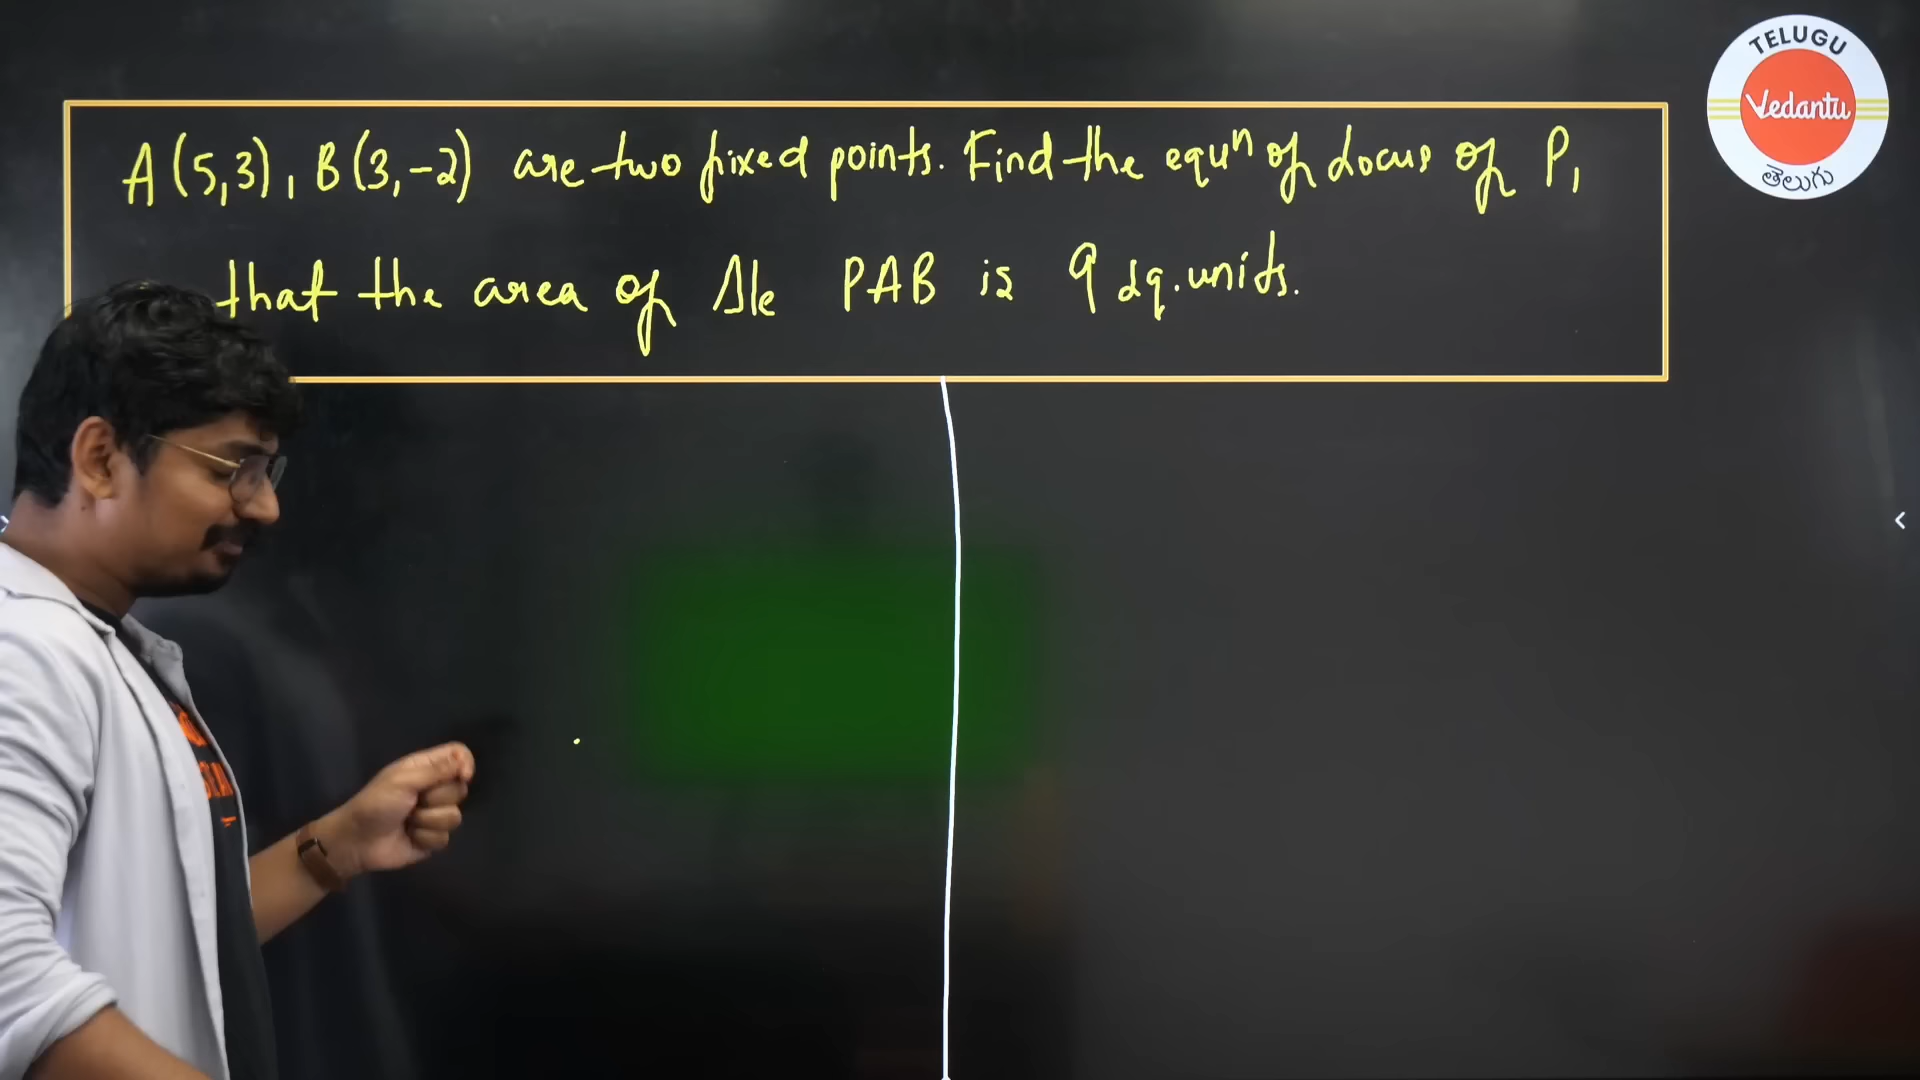 TELUGU
Vedantu
తెలుగు
A(5,3), B(3,-2) are two fixed points. Find the equⁿ of Locus of P,
that the area of Δle PAB is 9 sq.units.